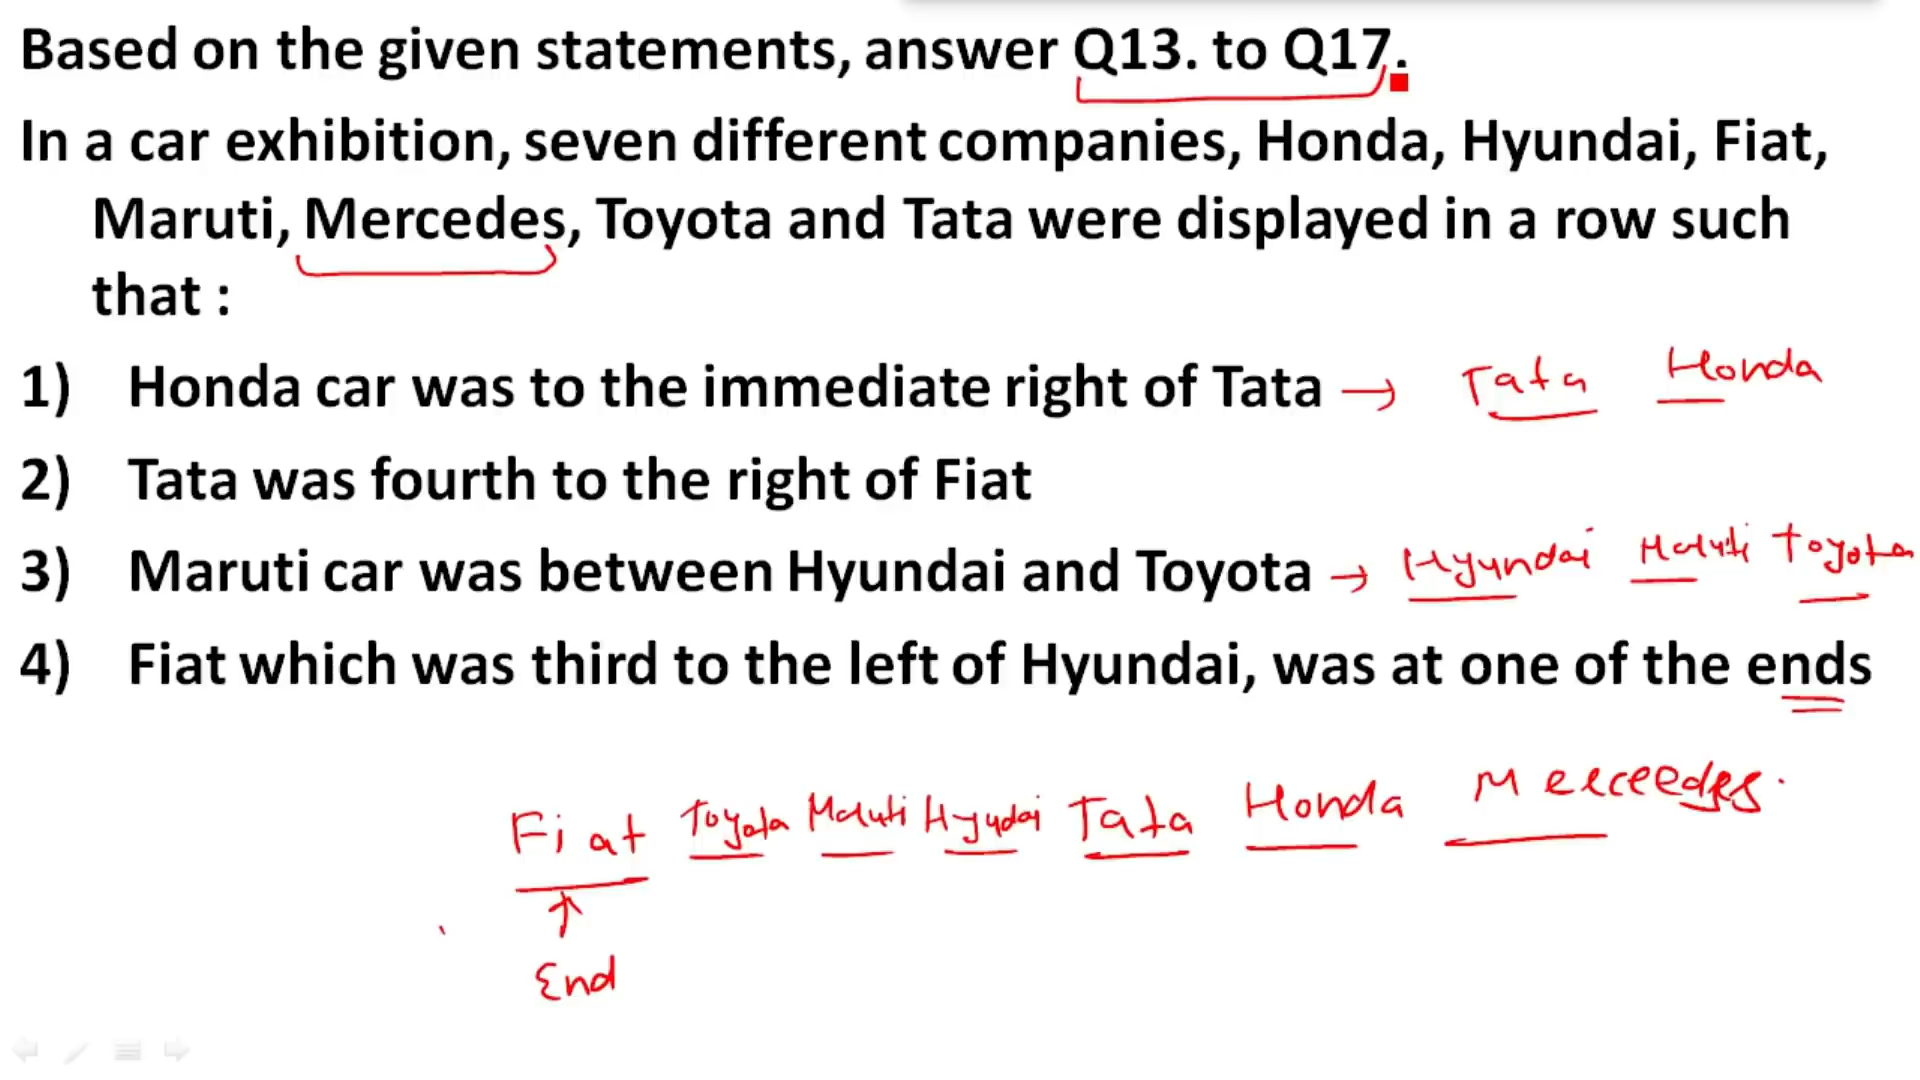 Based on the given statements, answer Q13. to Q17.
In a car exhibition, seven different companies, Honda, Hyundai, Fiat,
Maruti, Mercedes, Toyota and Tata were displayed in a row such
that :
1) Honda car was to the immediate right of Tata → Tata Honda
2) Tata was fourth to the right of Fiat
3) Maruti car was between Hyundai and Toyota → Hyundai Maruti Toyota
4) Fiat which was third to the left of Hyundai, was at one of the ends
Fiat Toyota Maruti Hyudai Tata Honda Merceedes.
↑
End